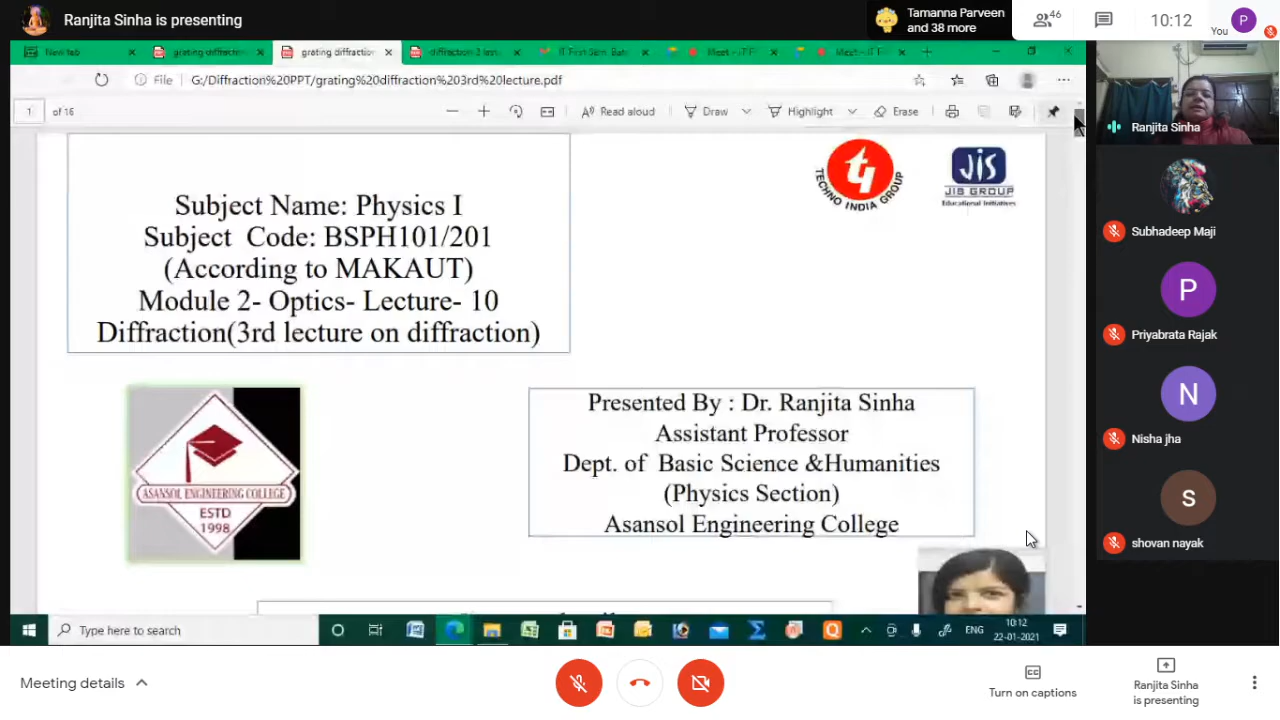 Ranjita Sinha is presenting
Tamanna Parveen
and 38 more
46
10:12
You
P
New tab
grating diffraction
grating diffraction
diffraction 3
File
G:/Diffraction%20PPT/grating%20diffraction%203rd%20lecture.pdf
1
of 16
Read aloud
Draw
Highlight
Erase
Subject Name: Physics I
Subject Code: BSPH101/201
(According to MAKAUT)
Module 2- Optics- Lecture- 10
Diffraction(3rd lecture on diffraction)
TECHNO INDIA GROUP
JIS
JIS GROUP
Educational Initiatives
ASANSOL ENGINEERING COLLEGE
ESTD
1998
Presented By : Dr. Ranjita Sinha
Assistant Professor
Dept. of Basic Science &Humanities
(Physics Section)
Asansol Engineering College
Ranjita Sinha
Subhadeep Maji
P
Priyabrata Rajak
N
Nisha jha
s
shovan nayak
Type here to search
ENG
10:12
22-01-2021
Meeting details
Turn on captions
Ranjita Sinha
is presenting